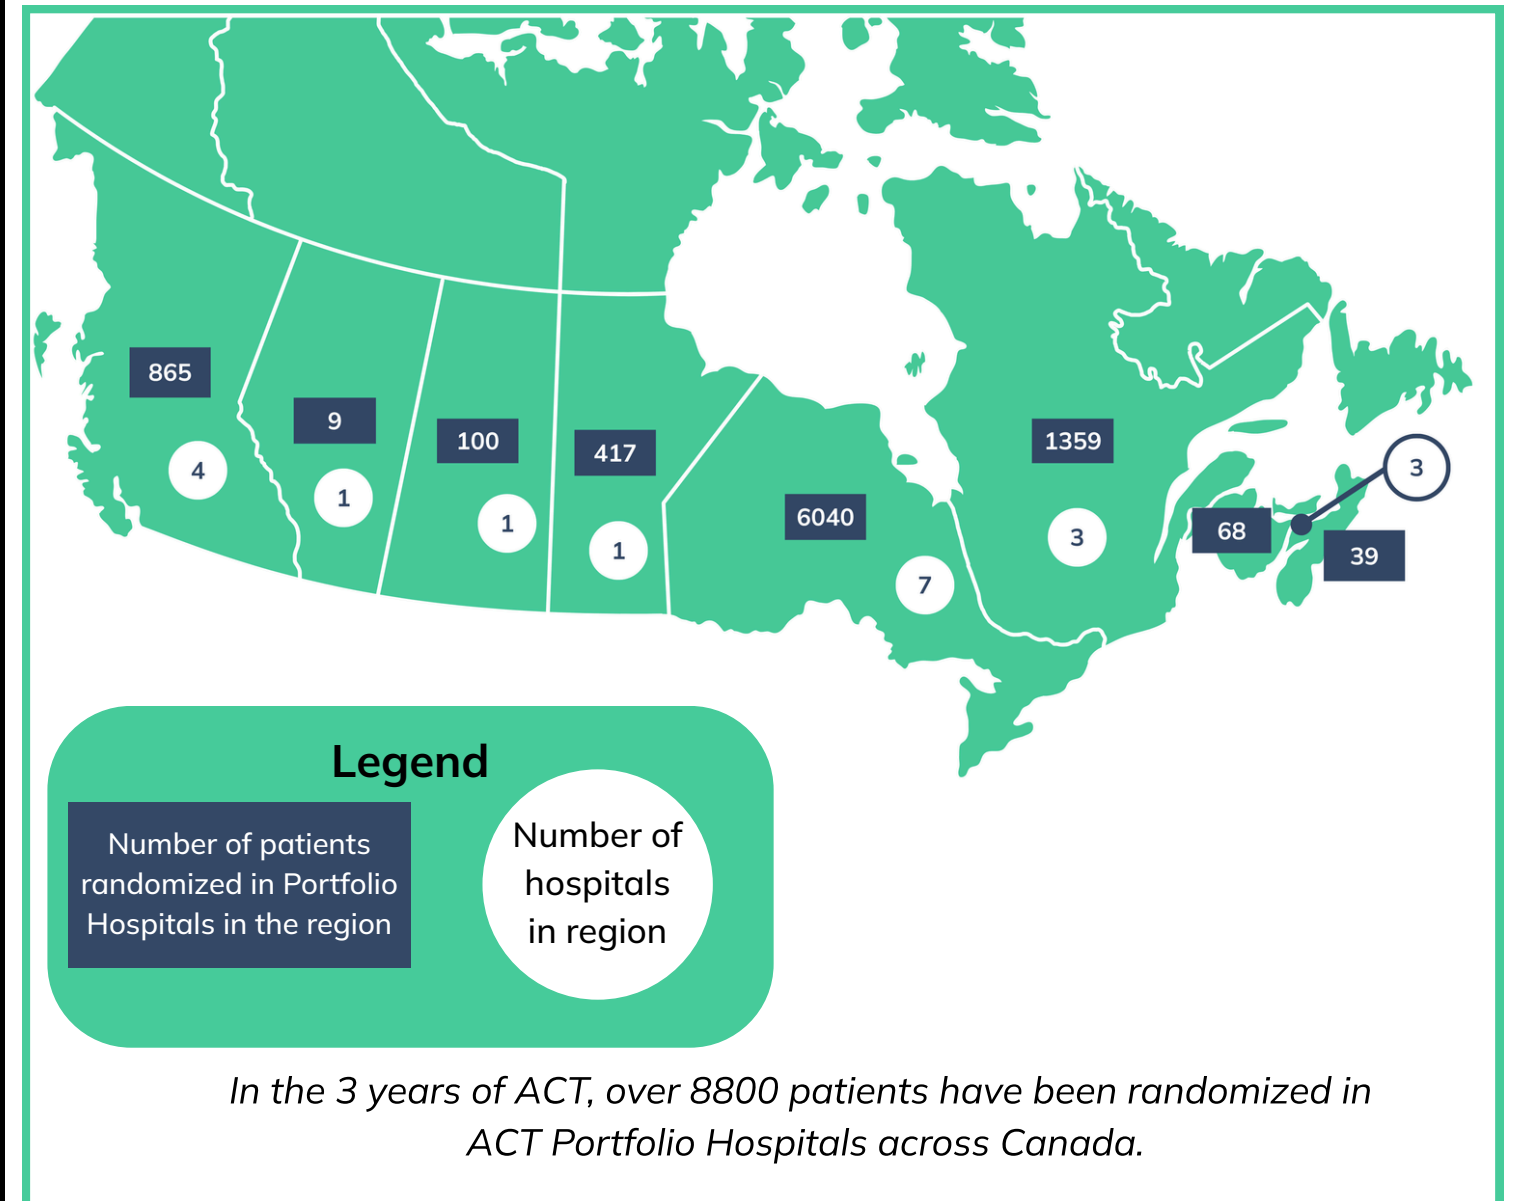 865
9
100
417
1359
6040
4
1
1
1
7
3
3
68
39
Legend
Number of patients
randomized in Portfolio
Hospitals in the region
Number of
hospitals
in region
In the 3 years of ACT, over 8800 patients have been randomized in
ACT Portfolio Hospitals across Canada.